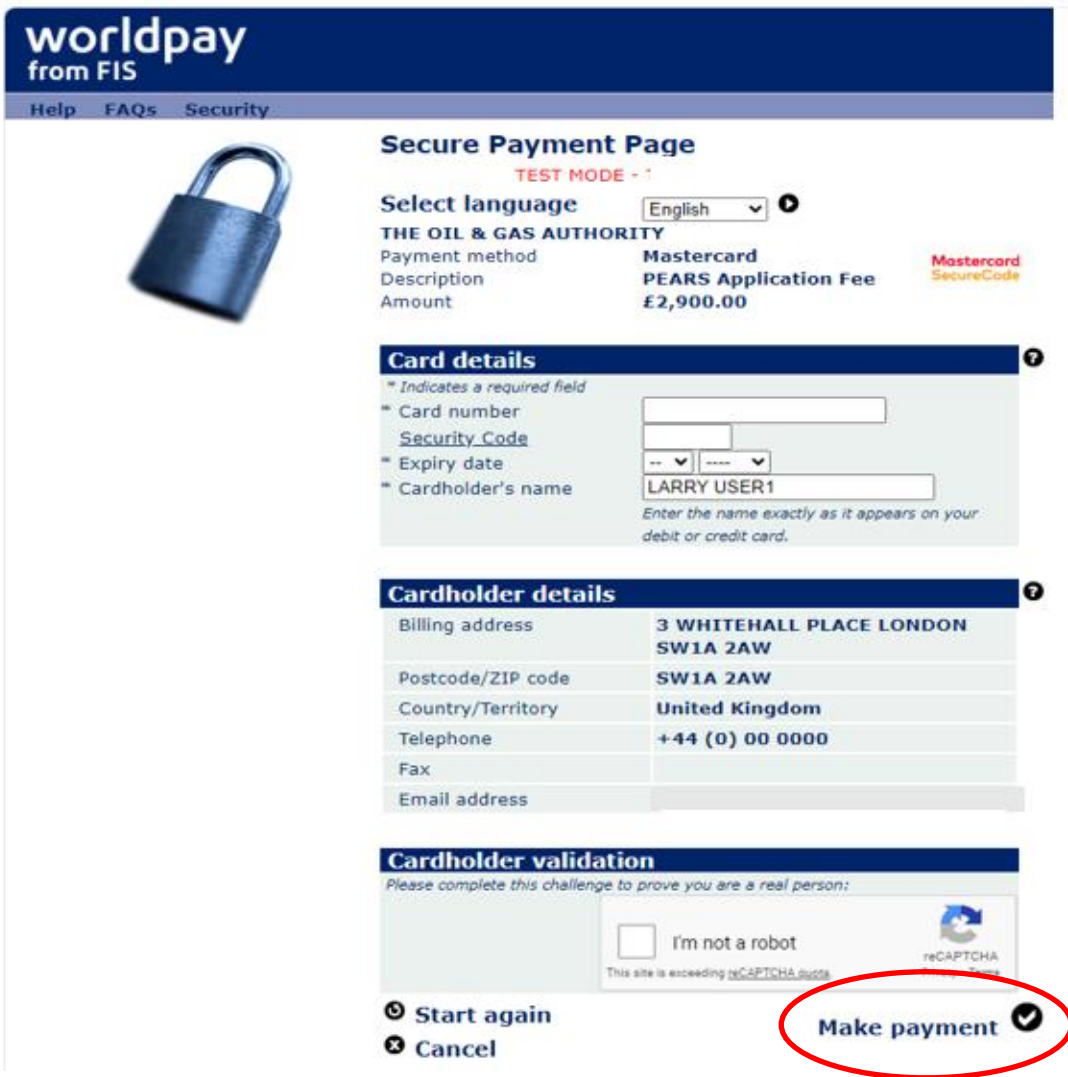 worldpay
from FIS
Help FAQs Security
Secure Payment Page
TEST MODE -
Select language English
THE OIL & GAS AUTHORITY
Payment method Mastercard
Mastercard
SecureCode
Description PEARS Application Fee
Amount £2,900.00
Card details
* Indicates a required field
* Card number
Security Code
* Expiry date -- ----
* Cardholder's name LARRY USER1
Enter the name exactly as it appears on your
debit or credit card.
Cardholder details
Billing address 3 WHITEHALL PLACE LONDON
SW1A 2AW
Postcode/ZIP code SW1A 2AW
Country/Territory United Kingdom
Telephone +44 (0) 00 0000
Fax
Email address
Cardholder validation
Please complete this challenge to prove you are a real person:
I'm not a robot
reCAPTCHA
This site is exceeding reCAPTCHA quota.
Terms
Start again
Make payment
Cancel